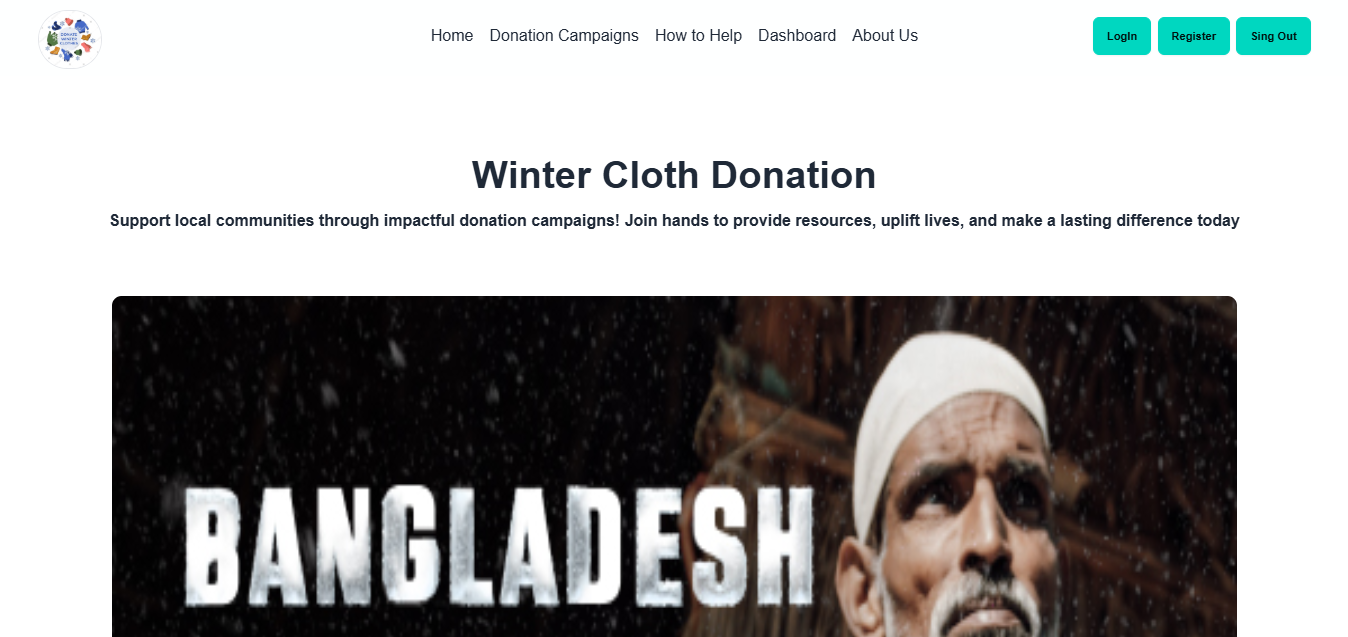 DONATE
WINTER
CLOTHES
Home Donation Campaigns How to Help Dashboard About Us
LogIn Register Sing Out
Winter Cloth Donation
Support local communities through impactful donation campaigns! Join hands to provide resources, uplift lives, and make a lasting difference today
BANGLADESH